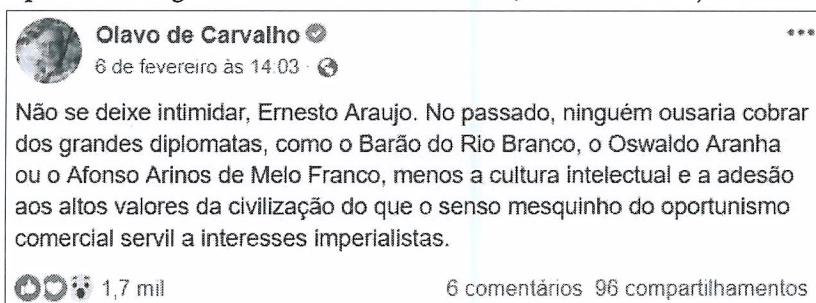 Olavo de Carvalho
6 de fevereiro às 14:03 ·
Não se deixe intimidar, Ernesto Araujo. No passado, ninguém ousaria cobrar
dos grandes diplomatas, como o Barão do Rio Branco, o Oswaldo Aranha
ou o Afonso Arinos de Melo Franco, menos a cultura intelectual e a adesão
aos altos valores da civilização do que o senso mesquinho do oportunismo
comercial servil a interesses imperialistas.
1,7 mil 6 comentários 96 compartilhamentos